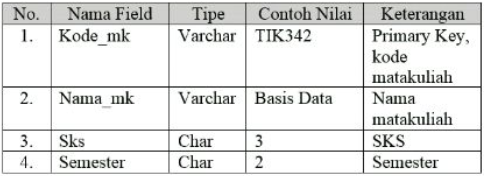 No. Nama Field Tipe Contoh Nilai Keterangan
1. Kode_mk Varchar TIK342 Primary Key,
kode
matakuliah
2. Nama_mk Varchar Basis Data Nama
matakuliah
3. Sks Char 3 SKS
4. Semester Char 2 Semester